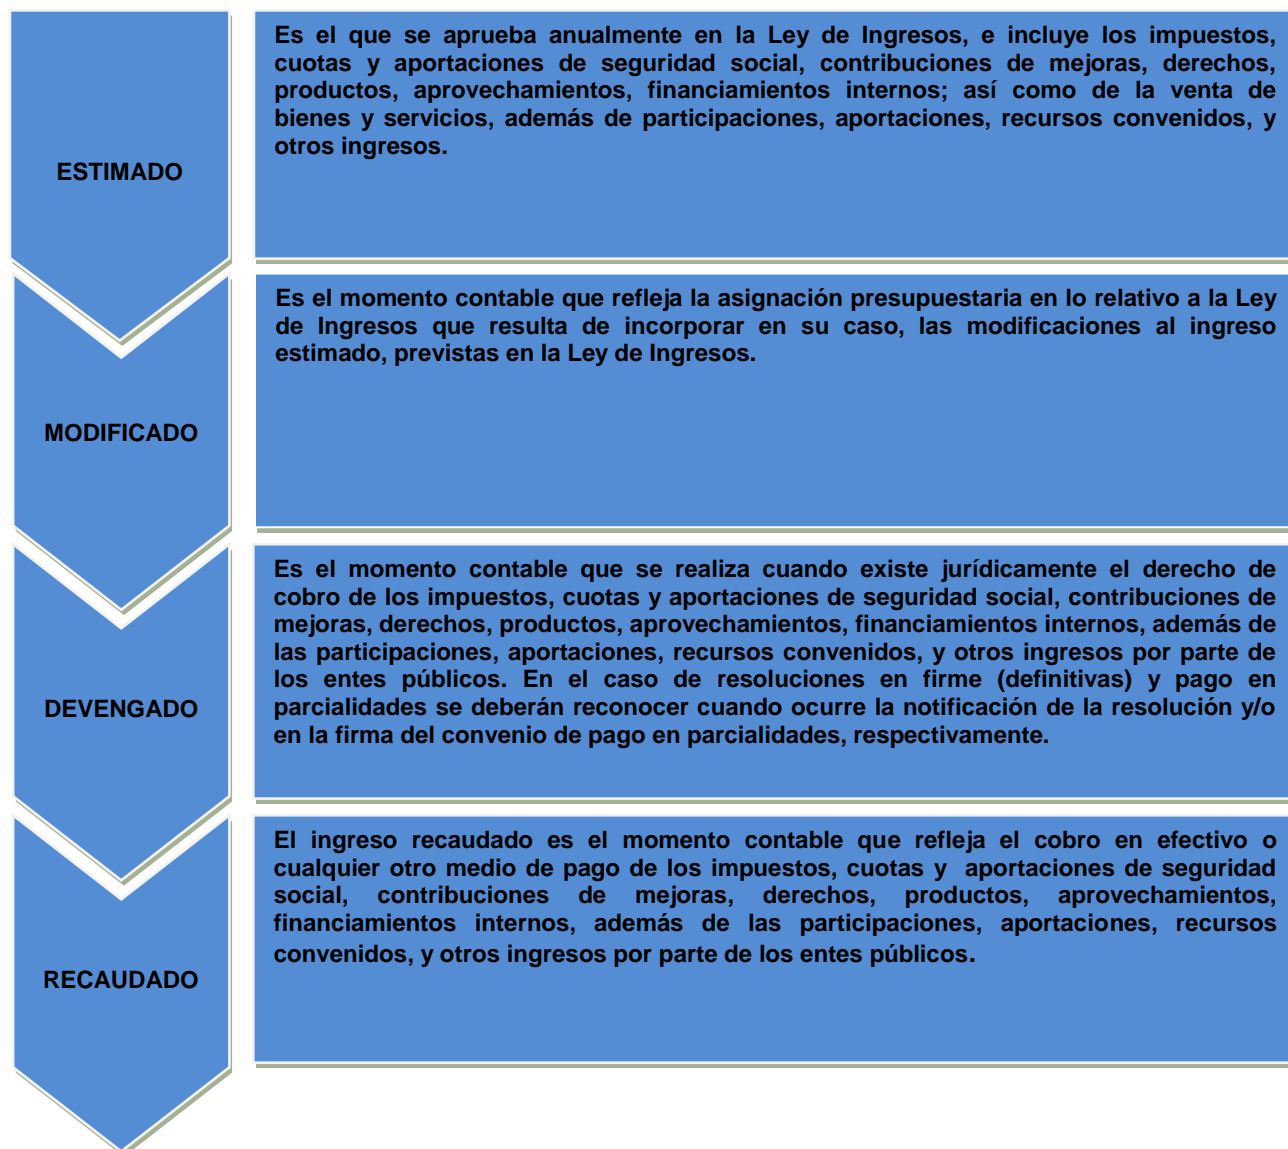 ESTIMADO
Es el que se aprueba anualmente en la Ley de Ingresos, e incluye los impuestos,
cuotas y aportaciones de seguridad social, contribuciones de mejoras, derechos,
productos, aprovechamientos, financiamientos internos; así como de la venta de
bienes y servicios, además de participaciones, aportaciones, recursos convenidos, y
otros ingresos.
MODIFICADO
Es el momento contable que refleja la asignación presupuestaria en lo relativo a la Ley
de Ingresos que resulta de incorporar en su caso, las modificaciones al ingreso
estimado, previstas en la Ley de Ingresos.
DEVENGADO
Es el momento contable que se realiza cuando existe jurídicamente el derecho de
cobro de los impuestos, cuotas y aportaciones de seguridad social, contribuciones de
mejoras, derechos, productos, aprovechamientos, financiamientos internos, además de
las participaciones, aportaciones, recursos convenidos, y otros ingresos por parte de
los entes públicos. En el caso de resoluciones en firme (definitivas) y pago en
parcialidades se deberán reconocer cuando ocurre la notificación de la resolución y/o
en la firma del convenio de pago en parcialidades, respectivamente.
RECAUDADO
El ingreso recaudado es el momento contable que refleja el cobro en efectivo o
cualquier otro medio de pago de los impuestos, cuotas y aportaciones de seguridad
social, contribuciones de mejoras, derechos, productos, aprovechamientos,
financiamientos internos, además de las participaciones, aportaciones, recursos
convenidos, y otros ingresos por parte de los entes públicos.